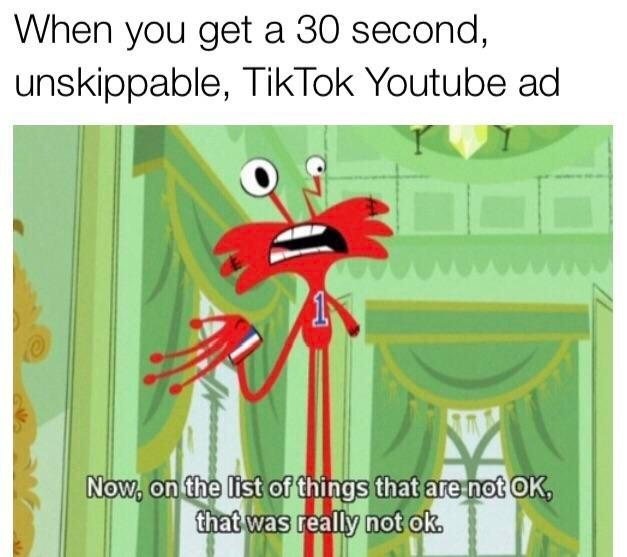 When you get a 30 second,
unskippable, TikTok Youtube ad
1
Now, on the list of things that are not OK,
that was really not ok.